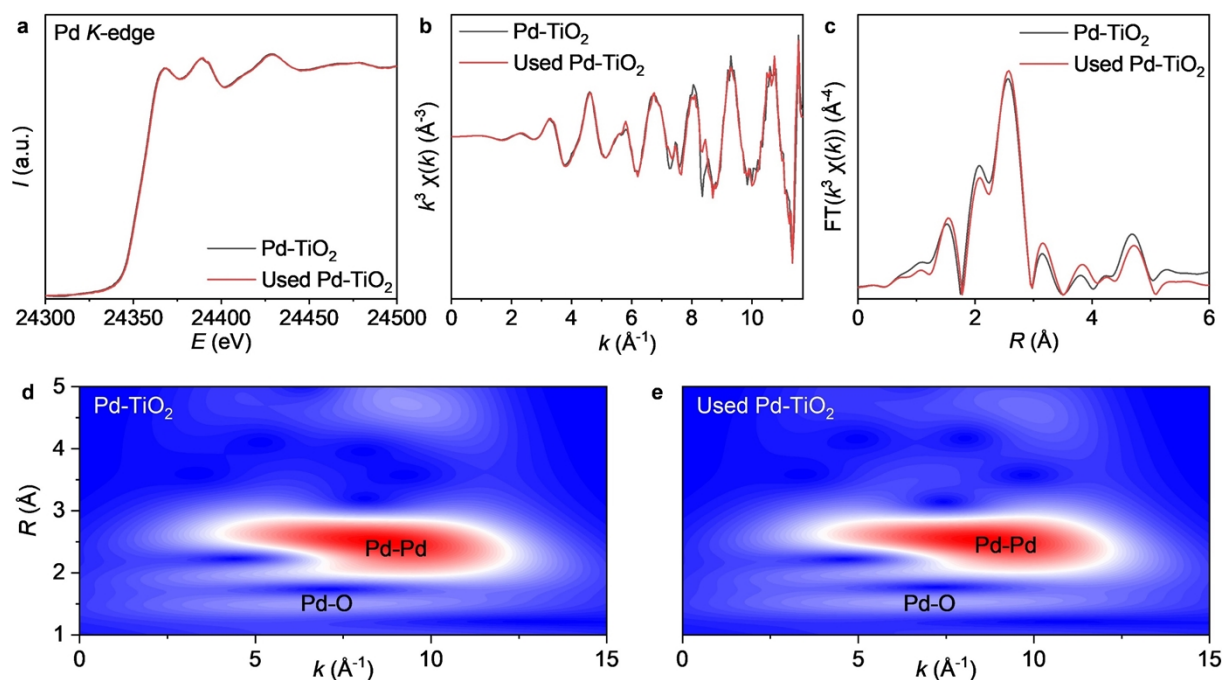 a
Pd K-edge
I (a.u.)
Pd-TiO₂
Used Pd-TiO₂
24300 24350 24400 24450 24500
E (eV)
b
Pd-TiO₂
Used Pd-TiO₂
k³ χ(k) (Å⁻³)
0 2 4 6 8 10
k (Å⁻¹)
c
Pd-TiO₂
Used Pd-TiO₂
FT(k³ χ(k)) (Å⁻⁴)
0 2 4 6
R (Å)
d
Pd-TiO₂
R (Å)
5
4
3
2
1
Pd-Pd
Pd-O
0 5 10 15
k (Å⁻¹)
e
Used Pd-TiO₂
Pd-Pd
Pd-O
0 5 10 15
k (Å⁻¹)